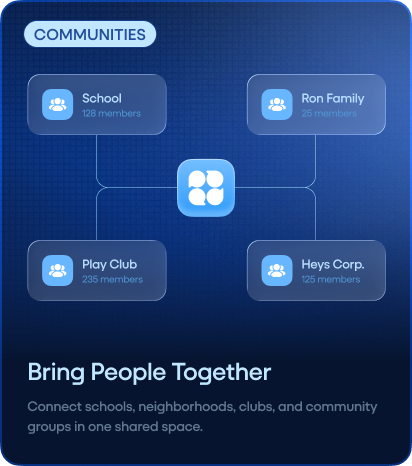 COMMUNITIES
School
128 members
Ron Family
25 members
Play Club
235 members
Heys Corp.
125 members
Bring People Together
Connect schools, neighborhoods, clubs, and community
groups in one shared space.